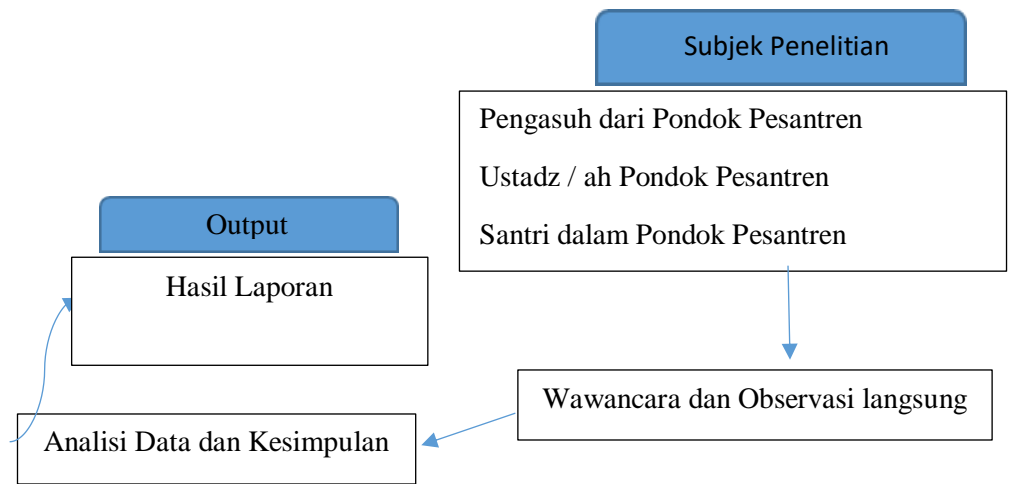 Subjek Penelitian
Pengasuh dari Pondok Pesantren
Ustadz / ah Pondok Pesantren
Santri dalam Pondok Pesantren
Output
Hasil Laporan
Wawancara dan Observasi langsung
Analisi Data dan Kesimpulan